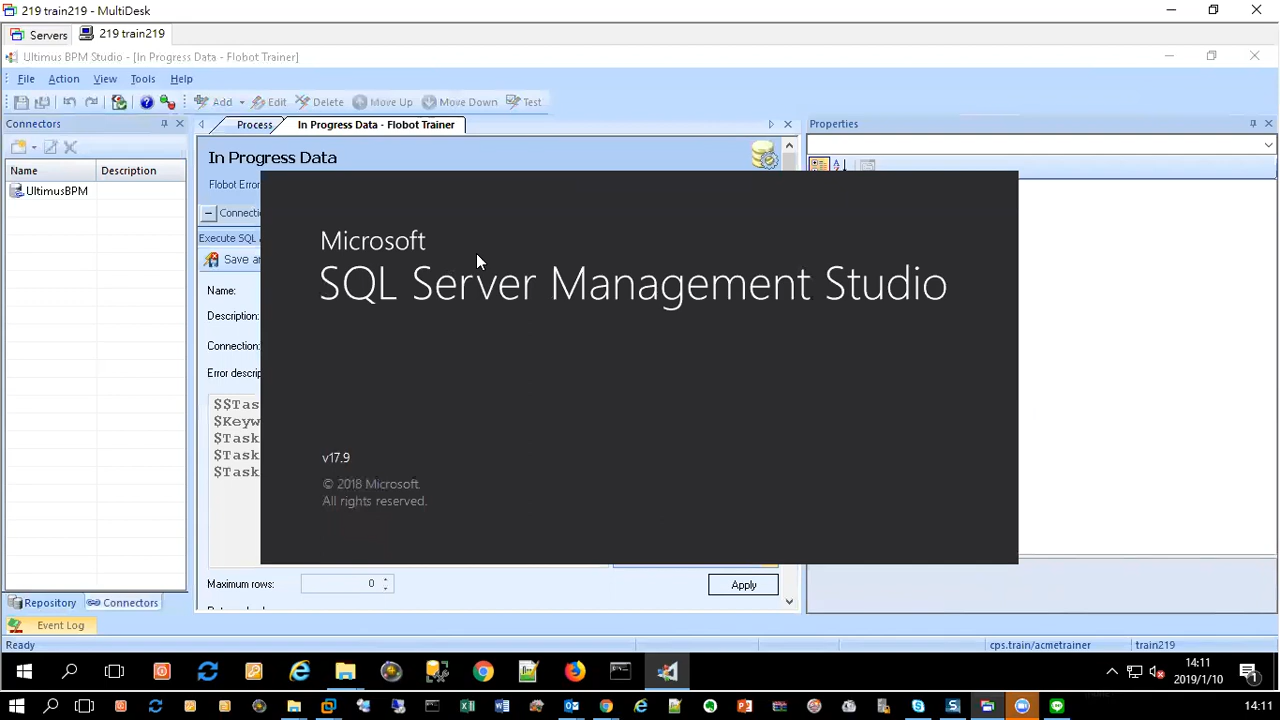 219 train219 - MultiDesk
Servers 219 train219
Ultimus BPM Studio - [In Progress Data - Flobot Trainer]
File Action View Tools Help
Add Edit Delete Move Up Move Down Test
Connectors Process In Progress Data - Flobot Trainer Properties
In Progress Data
Name Description
Flobot Error
UltimusBPM
Connecti
Execute SQL
Save an
Microsoft
SQL Server Management Studio
Name:
Description:
Connection:
Error descrip
$$Tas
$Keyw
$Task
$Task
$Task
v17.9
© 2018 Microsoft.
All rights reserved.
Maximum rows: 0 Apply
Repository Connectors
Event Log
Ready cps.train/acmetrainer train219
14:11
2019/1/10
14:11